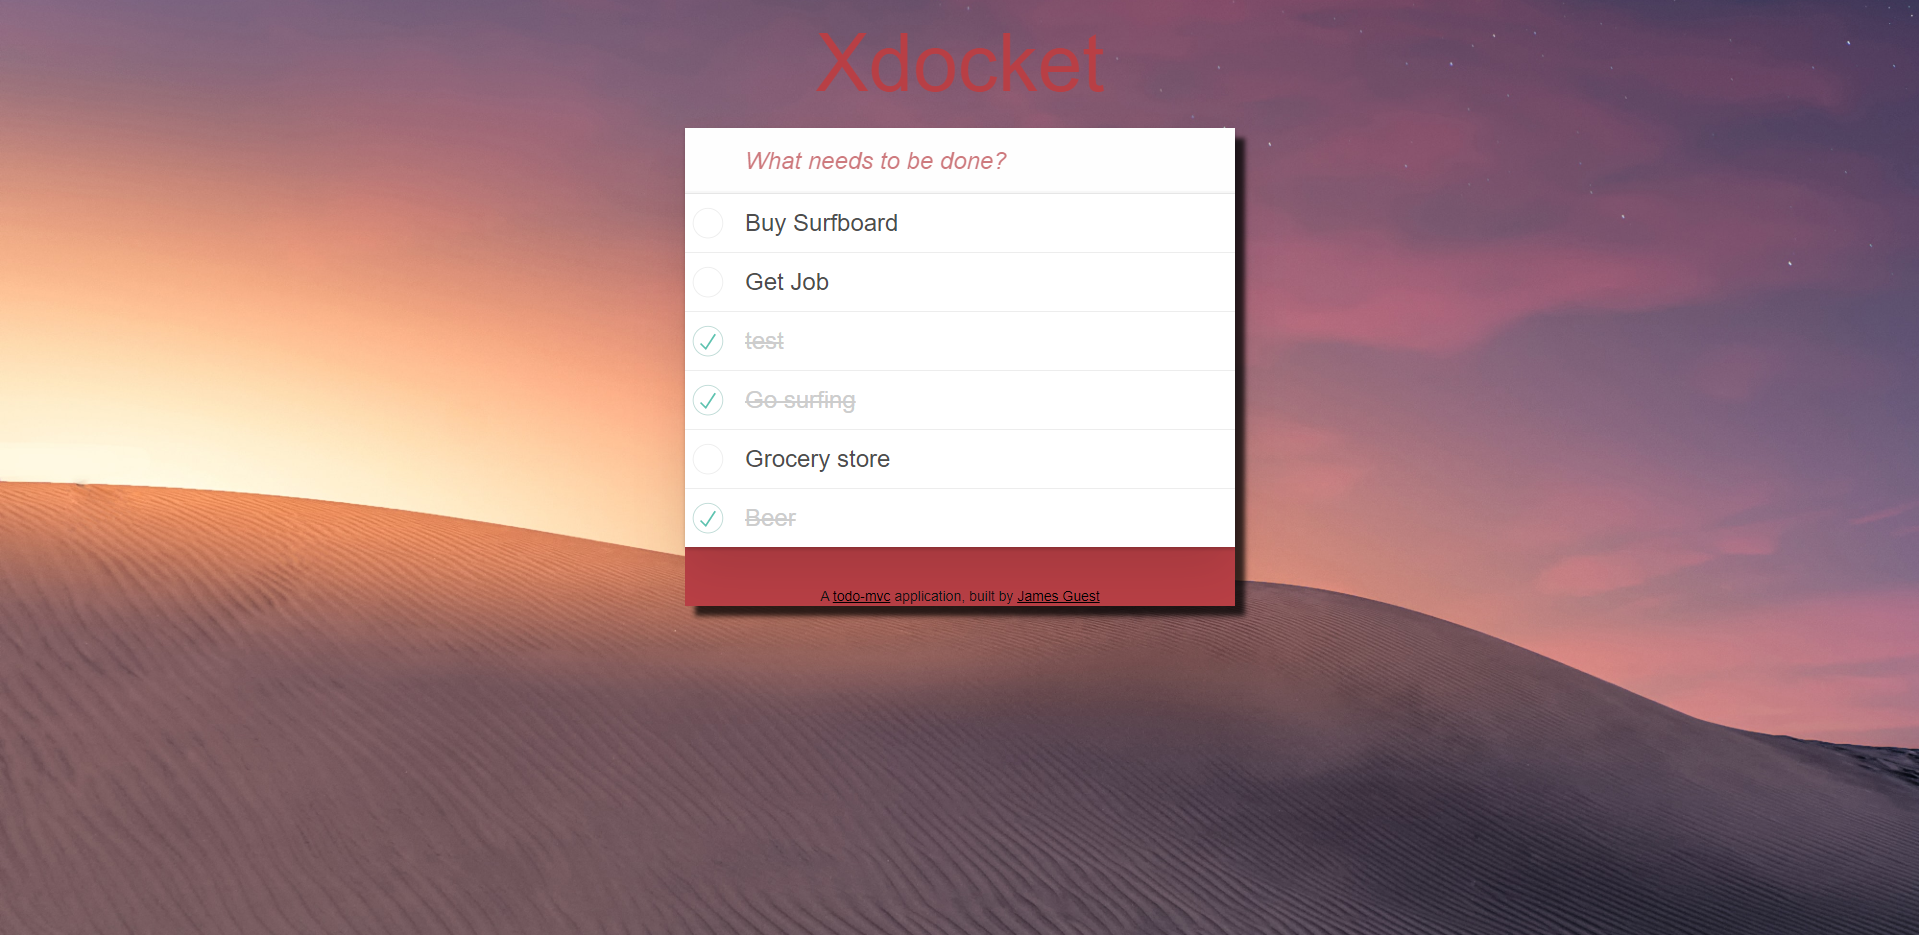 Xdocket
What needs to be done?
Buy Surfboard
Get Job
test
Go surfing
Grocery store
Beer
A todo-mvc application, built by James Guest